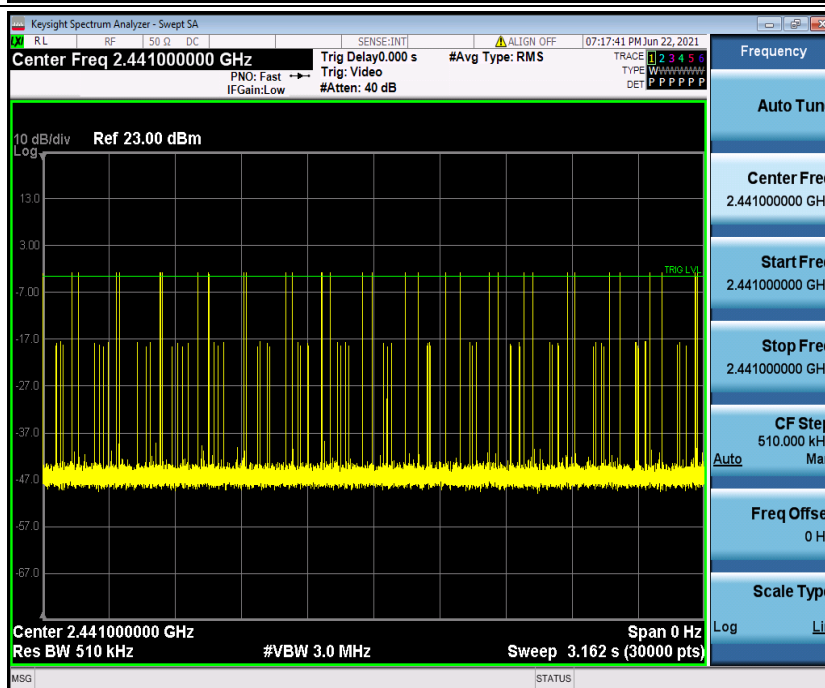 Keysight Spectrum Analyzer - Swept SA
LXI RL RF 50 Ω DC SENSE:INT ALIGN OFF 07:17:41 PM Jun 22, 2021
Center Freq 2.441000000 GHz
PNO: Fast
IFGain:Low
Trig Delay0.000 s
Trig: Video
#Atten: 40 dB
#Avg Type: RMS
TRACE 1 2 3 4 5 6
TYPE WWWWWW
DET P P P P P P
10 dB/div Ref 23.00 dBm
Log
13.0
3.00
-7.00
-17.0
-27.0
-37.0
-47.0
-57.0
-67.0
TRIG LVL
Center 2.441000000 GHz Span 0 Hz
Res BW 510 kHz #VBW 3.0 MHz Sweep 3.162 s (30000 pts)
MSG STATUS
Frequency
Auto Tun
Center Fre
2.441000000 GH
Start Fre
2.441000000 GH
Stop Fre
2.441000000 GH
CF Step
510.000 kH
Auto Ma
Freq Offse
0 H
Scale Type
Log Li